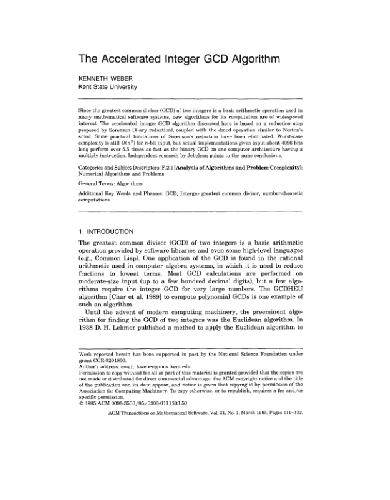 The Accelerated Integer GCD Algorithm
KENNETH WEBER
Kent State University
Since the greatest common divisor (GCD) of two integers is a basic arithmetic operation used in
many mathematical software systems, new algorithms for its computation are of widespread
interest. The accelerated integer GCD algorithm discussed here is based on a reduction step
proposed by Sorenson (k-ary reduction), coupled with the dmod operation similar to Norton's
smod. Some practical limitations of Sorenson's reduction have been eliminated. Worst-case
complexity is still O(n²) for n-bit input, but actual implementations given input about 4096 bits
long perform over 5.5 times as fast as the binary GCD on one computer architecture having a
multiply instruction. Independent research by Jebelean points to the same conclusions.
Categories and Subject Descriptors: F.2.1 [Analysis of Algorithms and Problem Complexity]:
Numerical Algorithms and Problems
General Terms: Algorithms
Additional Key Words and Phrases: GCD, Integer greatest common divisor, number-theoretic
computations
1. INTRODUCTION
The greatest common divisor (GCD) of two integers is a basic arithmetic
operation provided by software libraries and even some high-level languages
(e.g., Common Lisp). One application of the GCD is found in the rational
arithmetic used in computer algebra systems, in which it is used to reduce
fractions to lowest terms. Most GCD calculations are performed on
moderate-size input (up to a few hundred decimal digits), but a few algo-
rithms require the integer GCD for very large numbers. The GCDHEU
algorithm [Char et al. 1989] to compute polynomial GCDs is one example of
such an algorithm.
Until the advent of modern computing machinery, the preeminent algo-
rithm for finding the GCD of two integers was the Euclidean algorithm. In
1938 D. H. Lehmer published a method to apply the Euclidean algorithm to
Work reported herein has been supported in part by the National Science Foundation under
grant
Author's address: email:
Permission to copy without fee all or part of this material is granted provided that the copies are
not made or distributed for direct commercial advantage, the ACM copyright notice and the title
of the publication and its date appear, and notice is given that copying is by permission of the
Association for Computing Machinery. To copy otherwise, or to republish, requires a fee and/or
specific permission.
© 1995 ACM
ACM Transactions on Mathematical Software, Vol. 21, No. 1, March 1995, Pages 111–122.